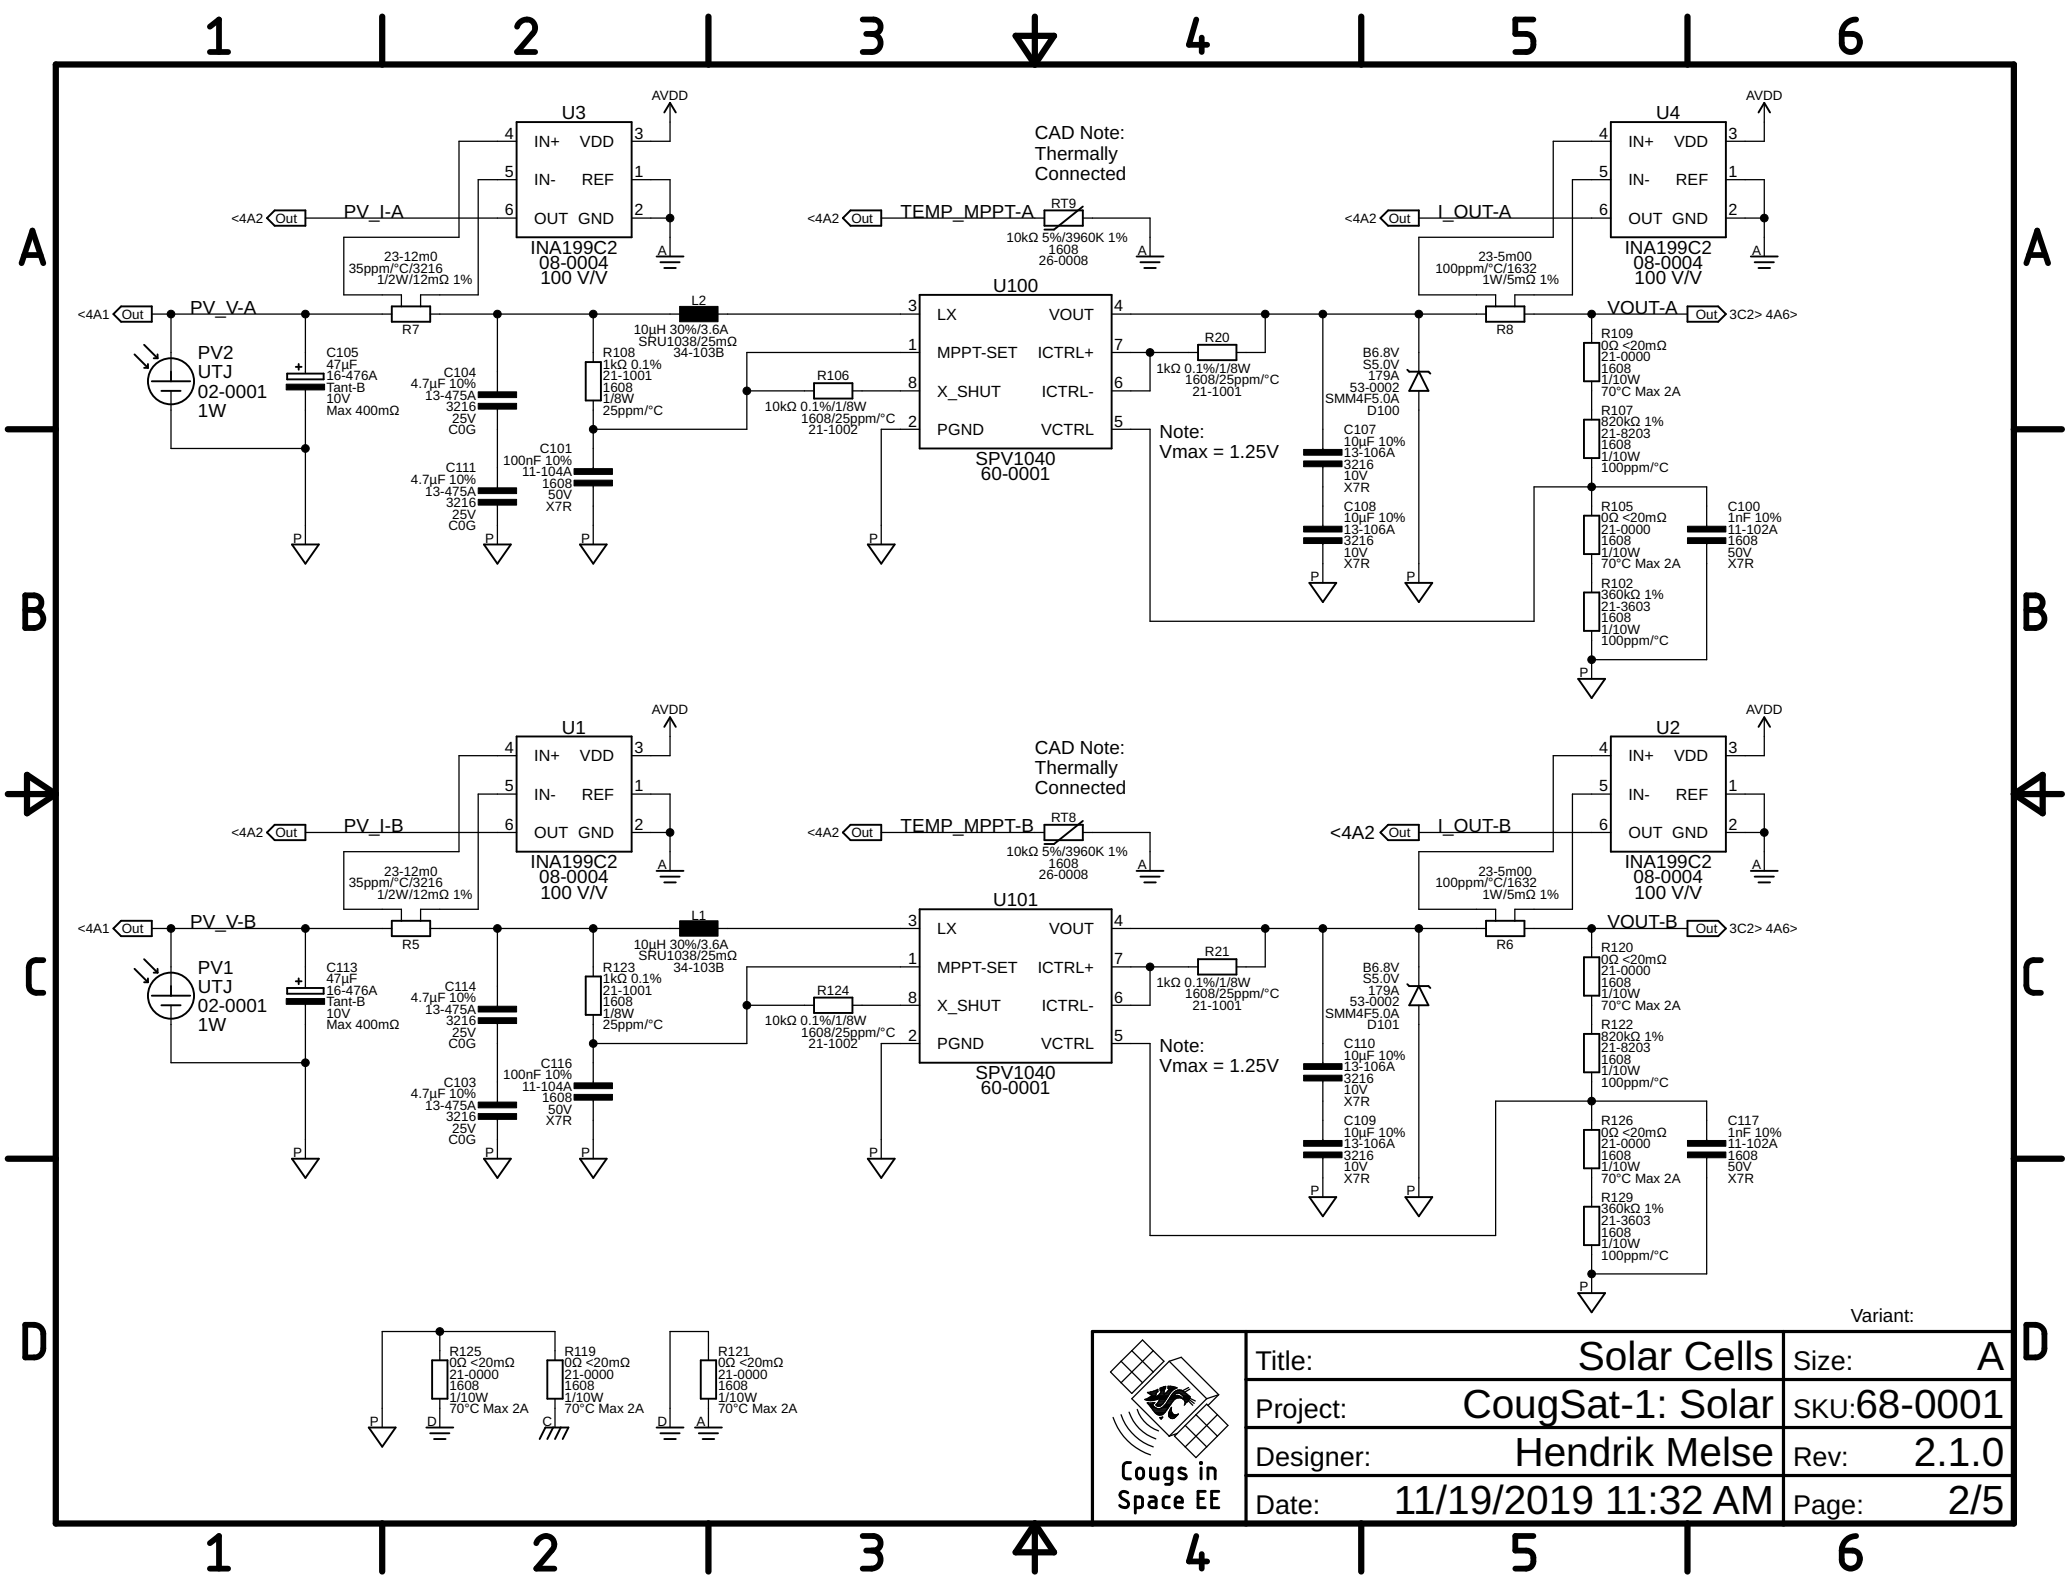 1 2 3 4 5 6
A
B
C
D
A
B
C
D
U3
4 IN+ VDD 3
5 IN- REF 1
6 OUT GND 2
INA199C2
08-0004
100 V/V
AVDD
A
<4A2 Out PV_I-A
23-12m0
35ppm/°C/3216
1/2W/12mΩ 1%
R7
<4A1 Out PV_V-A
PV2
UTJ
02-0001
1W
+
C105
47µF
16-476A
Tant-B
10V
Max 400mΩ
P
C104
4.7µF 10%
13-475A
3216
25V
C0G
C111
4.7µF 10%
13-475A
3216
25V
C0G
P
R108
1kΩ 0.1%
21-1001
1608
1/8W
25ppm/°C
C101
100nF 10%
11-104A
1608
50V
X7R
P
L2
10µH 30%/3.6A
SRU1038/25mΩ
34-103B
R106
10kΩ 0.1%/1/8W
1608/25ppm/°C
21-1002
P
CAD Note:
Thermally
Connected
<4A2 Out TEMP_MPPT-A RT9
10kΩ 5%/3960K 1%
1608
26-0008
A
U100
3 LX VOUT 4
1 MPPT-SET ICTRL+ 7
8 X_SHUT ICTRL- 6
2 PGND VCTRL 5
SPV1040
60-0001
R20
1kΩ 0.1%/1/8W
1608/25ppm/°C
21-1001
Note:
Vmax = 1.25V
C107
10µF 10%
13-106A
3216
10V
X7R
C108
10µF 10%
13-106A
3216
10V
X7R
P
B6.8V
S5.0V
179A
53-0002
SMM4F5.0A
D100
P
U4
4 IN+ VDD 3
5 IN- REF 1
6 OUT GND 2
INA199C2
08-0004
100 V/V
AVDD
A
<4A2 Out I_OUT-A
23-5m00
100ppm/°C/1632
1W/5mΩ 1%
R8
VOUT-A Out 3C2> 4A6>
R109
0Ω <20mΩ
21-0000
1608
1/10W
70°C Max 2A
R107
820kΩ 1%
21-8203
1608
1/10W
100ppm/°C
R105
0Ω <20mΩ
21-0000
1608
1/10W
70°C Max 2A
R102
360kΩ 1%
21-3603
1608
1/10W
100ppm/°C
C100
1nF 10%
11-102A
1608
50V
X7R
P
U1
4 IN+ VDD 3
5 IN- REF 1
6 OUT GND 2
INA199C2
08-0004
100 V/V
AVDD
A
<4A2 Out PV_I-B
23-12m0
35ppm/°C/3216
1/2W/12mΩ 1%
R5
<4A1 Out PV_V-B
PV1
UTJ
02-0001
1W
+
C113
47µF
16-476A
Tant-B
10V
Max 400mΩ
P
C114
4.7µF 10%
13-475A
3216
25V
C0G
C103
4.7µF 10%
13-475A
3216
25V
C0G
P
R123
1kΩ 0.1%
21-1001
1608
1/8W
25ppm/°C
C116
100nF 10%
11-104A
1608
50V
X7R
P
L1
10µH 30%/3.6A
SRU1038/25mΩ
34-103B
R124
10kΩ 0.1%/1/8W
1608/25ppm/°C
21-1002
P
CAD Note:
Thermally
Connected
<4A2 Out TEMP_MPPT-B RT8
10kΩ 5%/3960K 1%
1608
26-0008
A
U101
3 LX VOUT 4
1 MPPT-SET ICTRL+ 7
8 X_SHUT ICTRL- 6
2 PGND VCTRL 5
SPV1040
60-0001
R21
1kΩ 0.1%/1/8W
1608/25ppm/°C
21-1001
Note:
Vmax = 1.25V
C110
10µF 10%
13-106A
3216
10V
X7R
C109
10µF 10%
13-106A
3216
10V
X7R
P
B6.8V
S5.0V
179A
53-0002
SMM4F5.0A
D101
P
U2
4 IN+ VDD 3
5 IN- REF 1
6 OUT GND 2
INA199C2
08-0004
100 V/V
AVDD
A
<4A2 Out I_OUT-B
23-5m00
100ppm/°C/1632
1W/5mΩ 1%
R6
VOUT-B Out 3C2> 4A6>
R120
0Ω <20mΩ
21-0000
1608
1/10W
70°C Max 2A
R122
820kΩ 1%
21-8203
1608
1/10W
100ppm/°C
R126
0Ω <20mΩ
21-0000
1608
1/10W
70°C Max 2A
R129
360kΩ 1%
21-3603
1608
1/10W
100ppm/°C
C117
1nF 10%
11-102A
1608
50V
X7R
P
R125
0Ω <20mΩ
21-0000
1608
1/10W
70°C Max 2A
R119
0Ω <20mΩ
21-0000
1608
1/10W
70°C Max 2A
R121
0Ω <20mΩ
21-0000
1608
1/10W
70°C Max 2A
P D C D A
Variant:
Cougs in
Space EE
Title: Solar Cells Size: A
Project: CougSat-1: Solar SKU: 68-0001
Designer: Hendrik Melse Rev: 2.1.0
Date: 11/19/2019 11:32 AM Page: 2/5
1 2 3 4 5 6